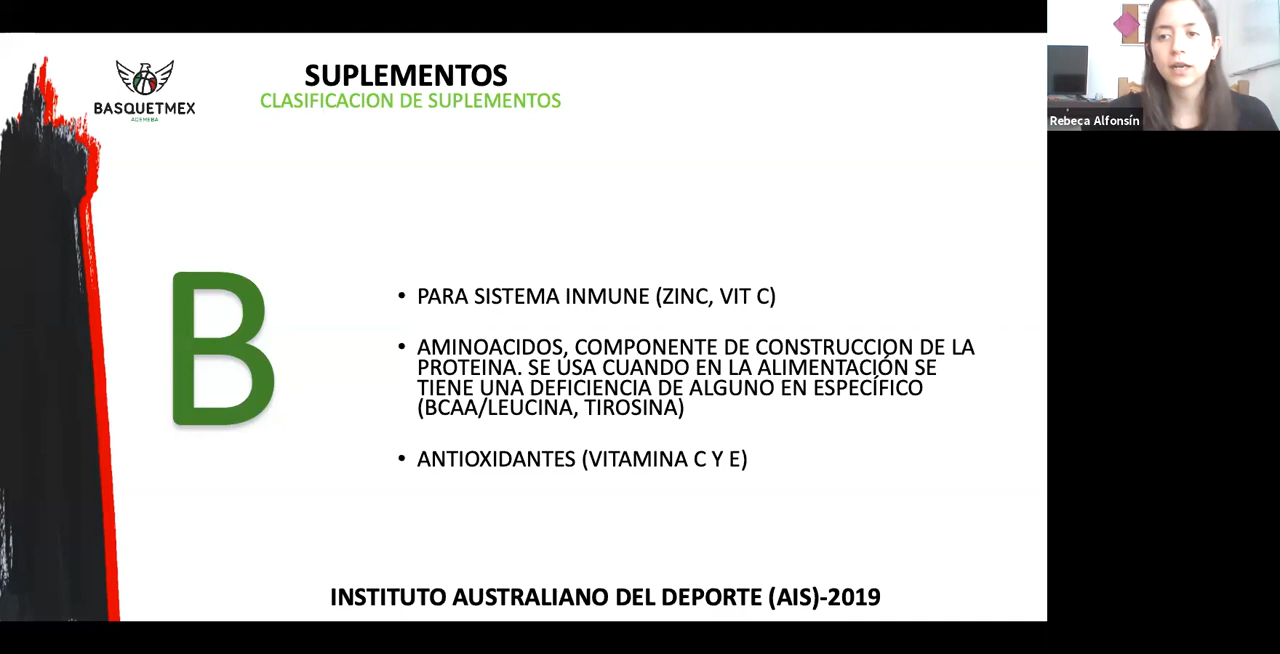 SUPLEMENTOS
CLASIFICACION DE SUPLEMENTOS
BASQUETMEX
ADEMEBA
Rebeca Alfonsín
B
• PARA SISTEMA INMUNE (ZINC, VIT C)
• AMINOACIDOS, COMPONENTE DE CONSTRUCCION DE LA
PROTEINA. SE USA CUANDO EN LA ALIMENTACIÓN SE
TIENE UNA DEFICIENCIA DE ALGUNO EN ESPECÍFICO
(BCAA/LEUCINA, TIROSINA)
• ANTIOXIDANTES (VITAMINA C Y E)
INSTITUTO AUSTRALIANO DEL DEPORTE (AIS)-2019